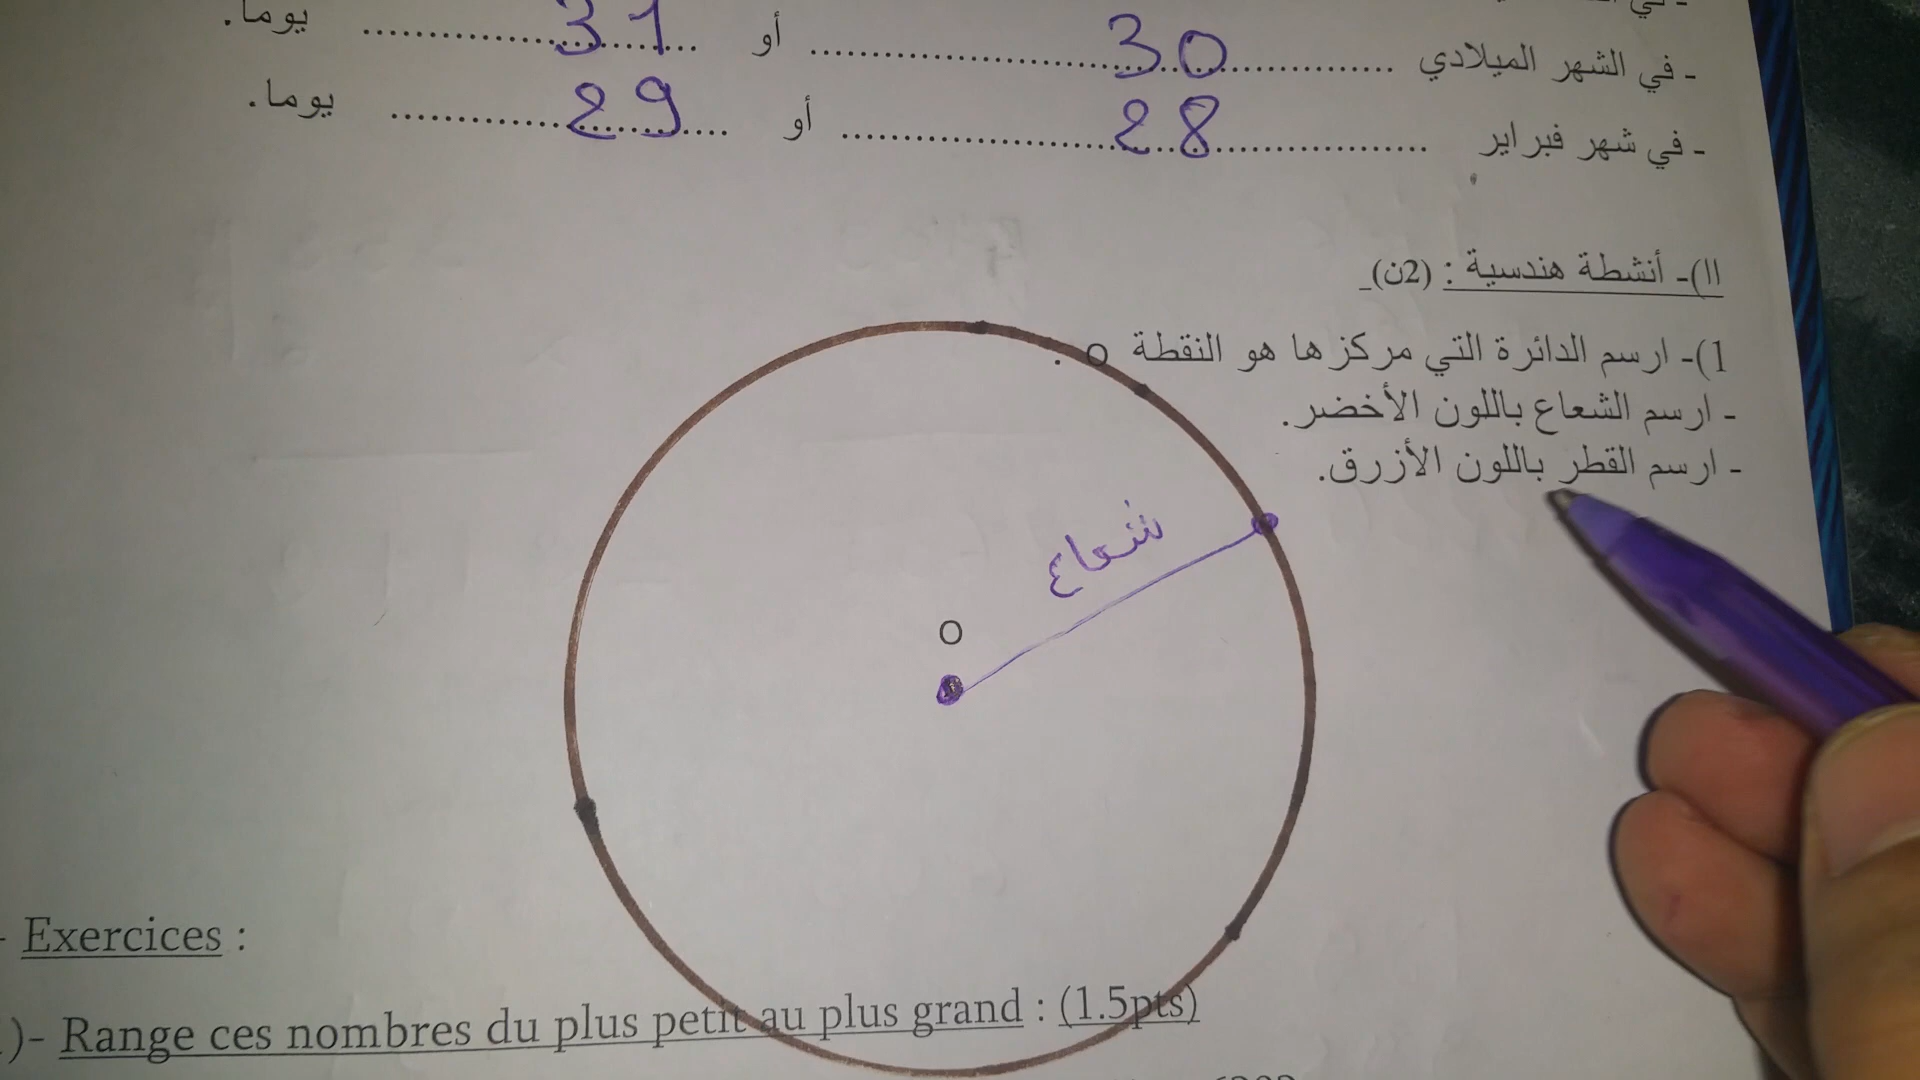 - في
- في الشهر الميلادي ........ 30 ........ أو ........ 31 ........ يوما.
- في شهر فبراير ........ 28 ........ أو ........ 29 ........ يوما.
II)- أنشطة هندسية : (2ن)
1)- ارسم الدائرة التي مركزها هو النقطة O .
- ارسم الشعاع باللون الأخضر.
- ارسم القطر باللون الأزرق.
شعاع
O
- Exercices :
)- Range ces nombres du plus petit au plus grand : (1.5pts)